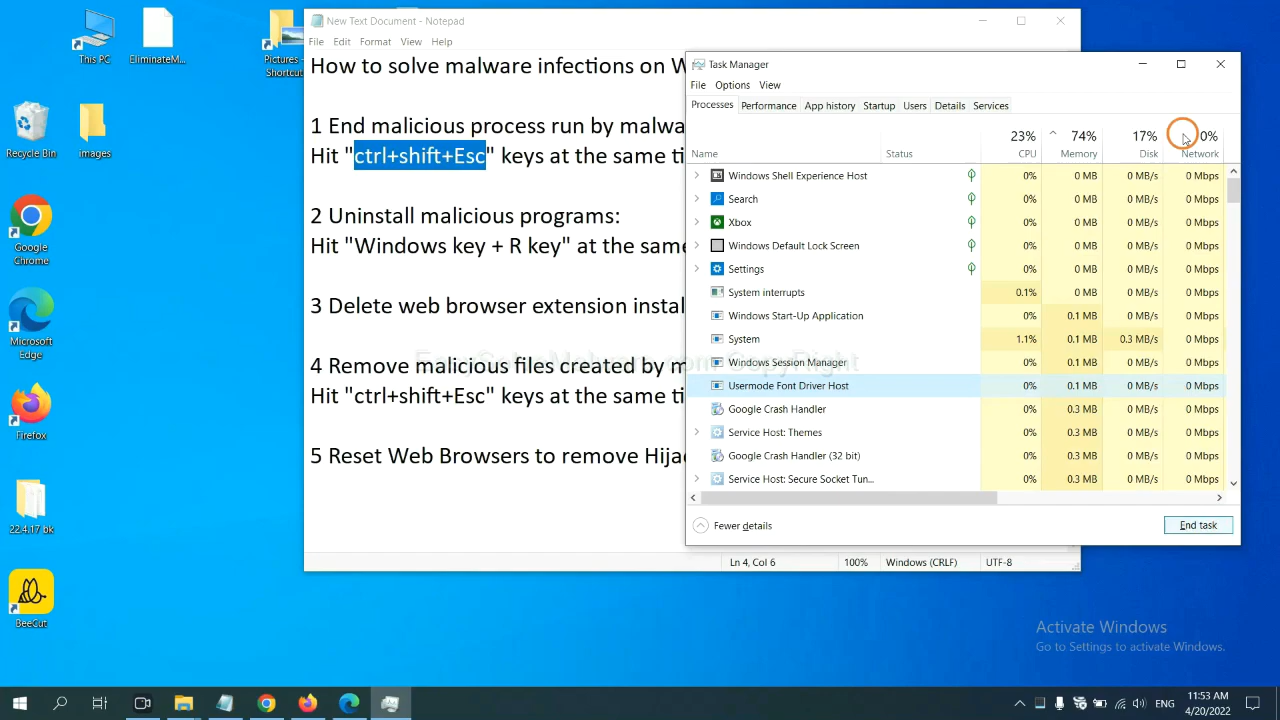 This PC
EliminateM...
Pictures - Shortcut
Recycle Bin
images
Google Chrome
Microsoft Edge
Firefox
22.4.17 bk
BeeCut
New Text Document - Notepad
File Edit Format View Help
How to solve malware infections on W
1 End malicious process run by malwa
Hit "ctrl+shift+Esc" keys at the same ti
2 Uninstall malicious programs:
Hit "Windows key + R key" at the same
3 Delete web browser extension instal
4 Remove malicious files created by m
Hit "ctrl+shift+Esc" keys at the same ti
5 Reset Web Browsers to remove Hijac
Ln 4, Col 6 100% Windows (CRLF) UTF-8
Task Manager
File Options View
Processes Performance App history Startup Users Details Services
23% 74% 17% 0%
Name Status CPU Memory Disk Network
Windows Shell Experience Host 0% 0 MB 0 MB/s 0 Mbps
Search 0% 0 MB 0 MB/s 0 Mbps
Xbox 0% 0 MB 0 MB/s 0 Mbps
Windows Default Lock Screen 0% 0 MB 0 MB/s 0 Mbps
Settings 0% 0 MB 0 MB/s 0 Mbps
System interrupts 0.1% 0 MB 0 MB/s 0 Mbps
Windows Start-Up Application 0% 0.1 MB 0 MB/s 0 Mbps
System 1.1% 0.1 MB 0.3 MB/s 0 Mbps
Windows Session Manager 0% 0.1 MB 0 MB/s 0 Mbps
Usermode Font Driver Host 0% 0.1 MB 0 MB/s 0 Mbps
Google Crash Handler 0% 0.3 MB 0 MB/s 0 Mbps
Service Host: Themes 0% 0.3 MB 0 MB/s 0 Mbps
Google Crash Handler (32 bit) 0% 0.3 MB 0 MB/s 0 Mbps
Service Host: Secure Socket Tun... 0% 0.3 MB 0 MB/s 0 Mbps
Fewer details
End task
Activate Windows
Go to Settings to activate Windows.
ENG
11:53 AM
4/20/2022